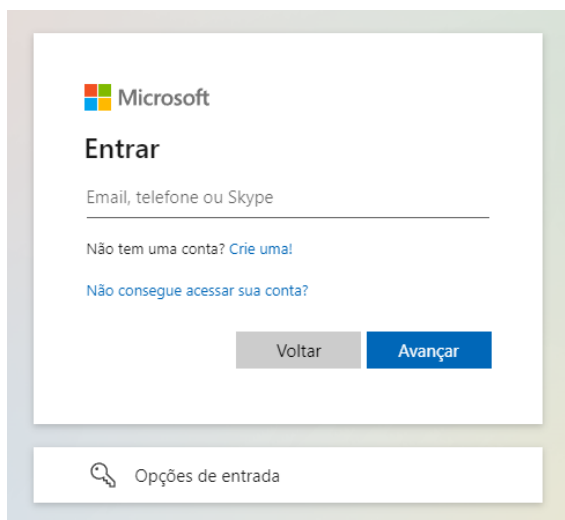 Microsoft
Entrar
Email, telefone ou Skype
Não tem uma conta? Crie uma!
Não consegue acessar sua conta?
Voltar Avançar
Opções de entrada